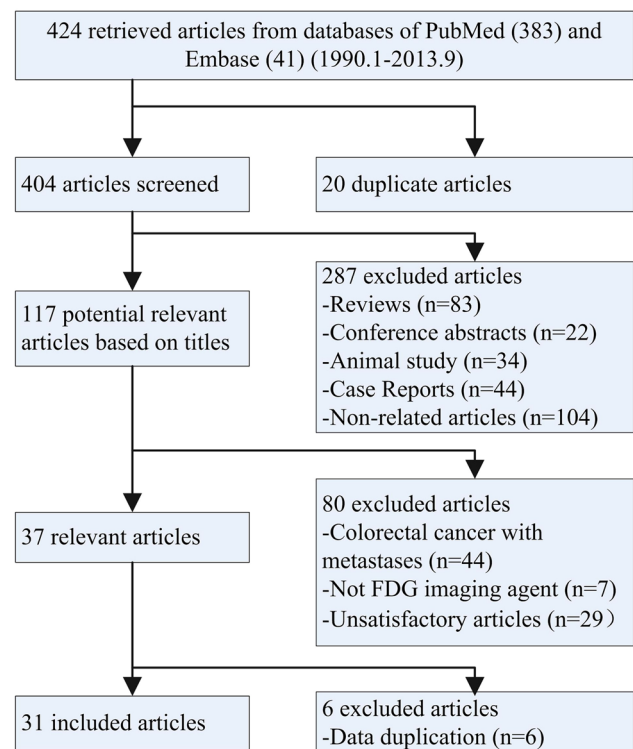 424 retrieved articles from databases of PubMed (383) and
Embase (41) (1990.1-2013.9)
404 articles screened
20 duplicate articles
287 excluded articles
-Reviews (n=83)
-Conference abstracts (n=22)
-Animal study (n=34)
-Case Reports (n=44)
-Non-related articles (n=104)
117 potential relevant
articles based on titles
80 excluded articles
-Colorectal cancer with
metastases (n=44)
-Not FDG imaging agent (n=7)
-Unsatisfactory articles (n=29）
37 relevant articles
31 included articles
6 excluded articles
-Data duplication (n=6)